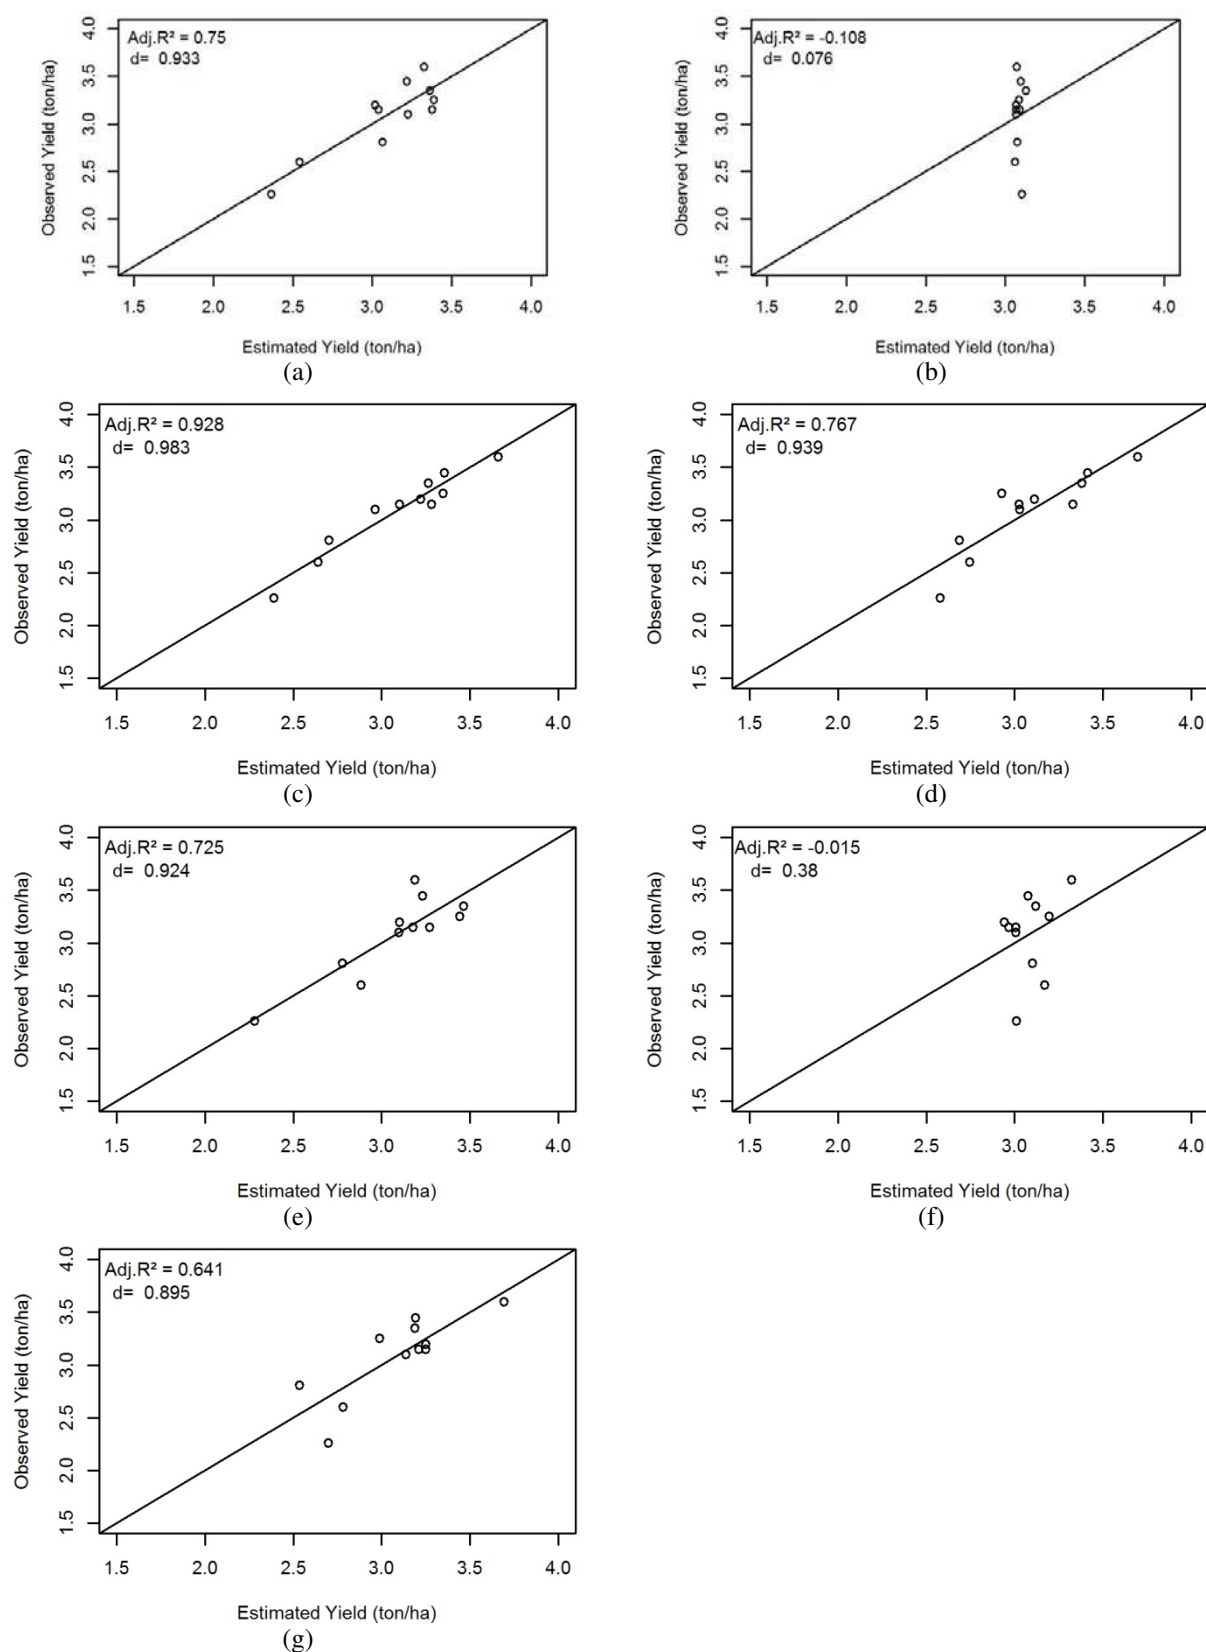 Adj.R² = 0.75
d= 0.933
4.0
3.5
3.0
2.5
2.0
1.5
Observed Yield (ton/ha)
1.5 2.0 2.5 3.0 3.5 4.0
Estimated Yield (ton/ha)
(a)
Adj.R² = -0.108
d= 0.076
4.0
3.5
3.0
2.5
2.0
1.5
Observed Yield (ton/ha)
1.5 2.0 2.5 3.0 3.5 4.0
Estimated Yield (ton/ha)
(b)
Adj.R² = 0.928
d= 0.983
4.0
3.5
3.0
2.5
2.0
1.5
Observed Yield (ton/ha)
1.5 2.0 2.5 3.0 3.5 4.0
Estimated Yield (ton/ha)
(c)
Adj.R² = 0.767
d= 0.939
4.0
3.5
3.0
2.5
2.0
1.5
Observed Yield (ton/ha)
1.5 2.0 2.5 3.0 3.5 4.0
Estimated Yield (ton/ha)
(d)
Adj.R² = 0.725
d= 0.924
4.0
3.5
3.0
2.5
2.0
1.5
Observed Yield (ton/ha)
1.5 2.0 2.5 3.0 3.5 4.0
Estimated Yield (ton/ha)
(e)
Adj.R² = -0.015
d= 0.38
4.0
3.5
3.0
2.5
2.0
1.5
Observed Yield (ton/ha)
1.5 2.0 2.5 3.0 3.5 4.0
Estimated Yield (ton/ha)
(f)
Adj.R² = 0.641
d= 0.895
4.0
3.5
3.0
2.5
2.0
1.5
Observed Yield (ton/ha)
1.5 2.0 2.5 3.0 3.5 4.0
Estimated Yield (ton/ha)
(g)